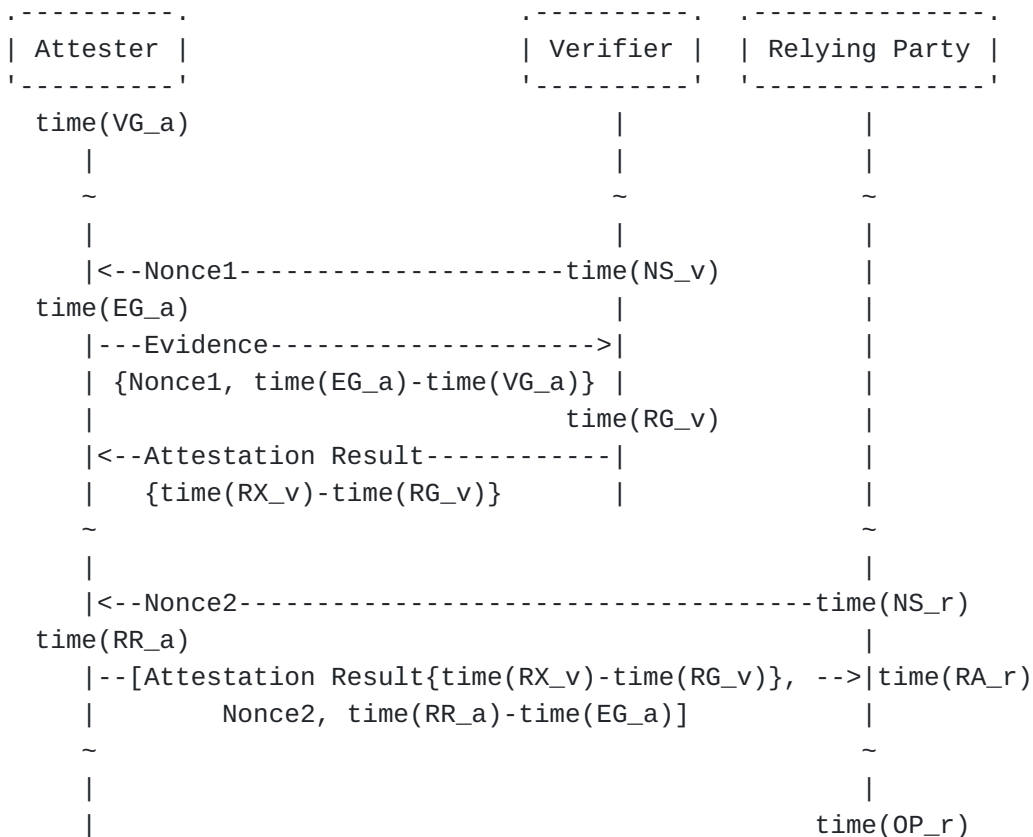 .----------.                         .----------.  .---------------.
| Attester |                         | Verifier |  | Relying Party |
'----------'                         '----------'  '---------------'
  time(VG_a)                               |               |
     |                                     |               |
     ~                                     ~               ~
     |                                     |               |
     |<--Nonce1---------------------time(NS_v)             |
  time(EG_a)                               |               |
     |---Evidence--------------------->|               |
     | {Nonce1, time(EG_a)-time(VG_a)} |               |
     |                              time(RG_v)         |
     |<--Attestation Result------------|               |
     |   {time(RX_v)-time(RG_v)}       |               |
     ~                                                 ~
     |                                                 |
     |<--Nonce2-------------------------------------time(NS_r)
  time(RR_a)                                           |
     |--[Attestation Result{time(RX_v)-time(RG_v)}, -->|time(RA_r)
     |        Nonce2, time(RR_a)-time(EG_a)]           |
     ~                                                 ~
     |                                                 |
     |                                              time(OP_r)